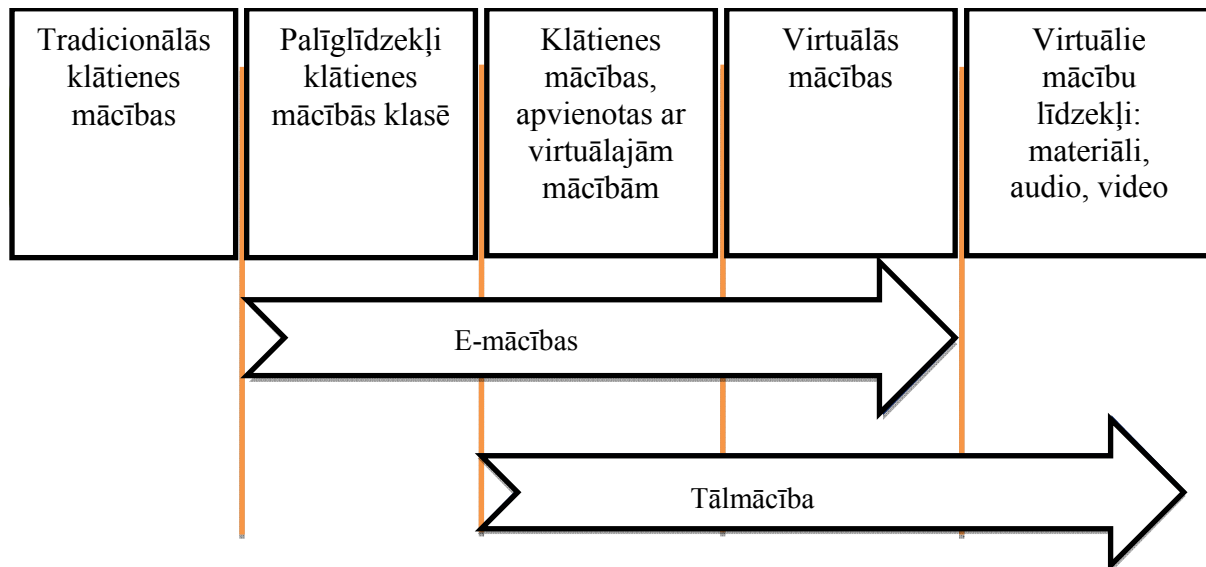 Tradicionālās
klātienes
mācības
Palīglīdzekļi
klātienes
mācībās klasē
Klātienes
mācības,
apvienotas ar
virtuālajām
mācībām
Virtuālās
mācības
Virtuālie
mācību
līdzekļi:
materiāli,
audio, video
E-mācības
Tālmācība